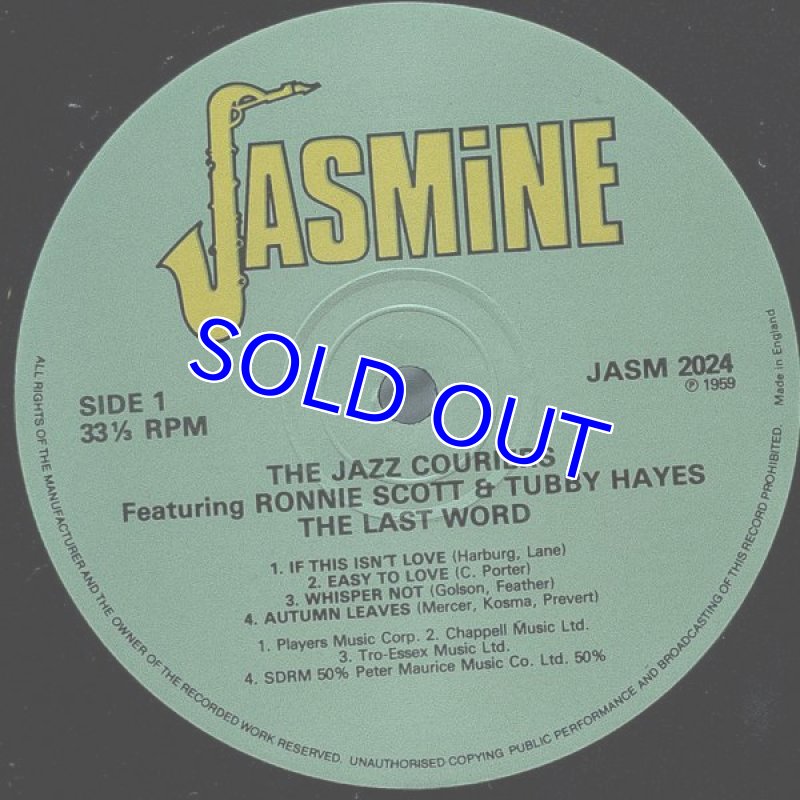 JASMiNE
SOLD OUT
SIDE 1
33⅓ RPM
JASM 2024
℗ 1959
Made in England
THE JAZZ COURIERS
Featuring RONNIE SCOTT & TUBBY HAYES
THE LAST WORD
1. IF THIS ISN'T LOVE (Harburg, Lane)
2. EASY TO LOVE (C. Porter)
3. WHISPER NOT (Golson, Feather)
4. AUTUMN LEAVES (Mercer, Kosma, Prevert)
1. Players Music Corp. 2. Chappell Music Ltd.
3. Tro-Essex Music Ltd.
4. SDRM 50% Peter Maurice Music Co. Ltd. 50%
ALL RIGHTS OF THE MANUFACTURER AND THE OWNER OF THE RECORDED WORK RESERVED. UNAUTHORISED COPYING PUBLIC PERFORMANCE AND BROADCASTING OF THIS RECORD PROHIBITED.